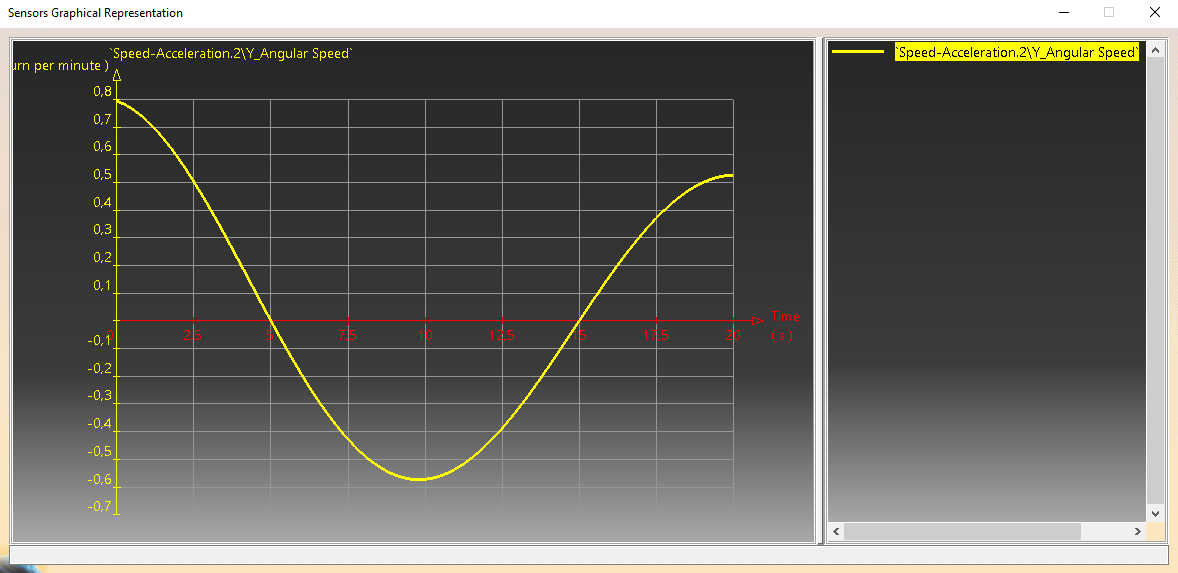 Sensors Graphical Representation
`Speed-Acceleration.2\Y_Angular Speed`
urn per minute )
0,8
0,7
0,6
0,5
0,4
0,3
0,2
0,1
-0,1
-0,2
-0,3
-0,4
-0,5
-0,6
-0,7
0 2,5 5 7,5 10 12,5 15 17,5 20
Time
( s )
`Speed-Acceleration.2\Y_Angular Speed`